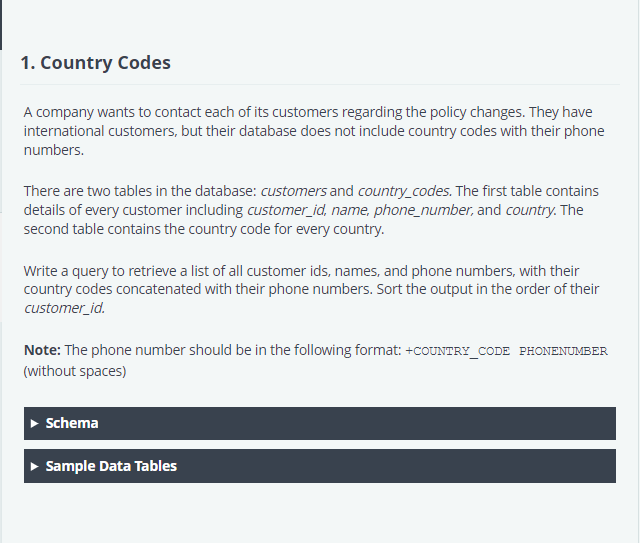 1. Country Codes
A company wants to contact each of its customers regarding the policy changes. They have
international customers, but their database does not include country codes with their phone
numbers.
There are two tables in the database: customers and country_codes. The first table contains
details of every customer including customer_id, name, phone_number, and country. The
second table contains the country code for every country.
Write a query to retrieve a list of all customer ids, names, and phone numbers, with their
country codes concatenated with their phone numbers. Sort the output in the order of their
customer_id.
Note: The phone number should be in the following format: +COUNTRY_CODE PHONENUMBER
(without spaces)
Schema
Sample Data Tables